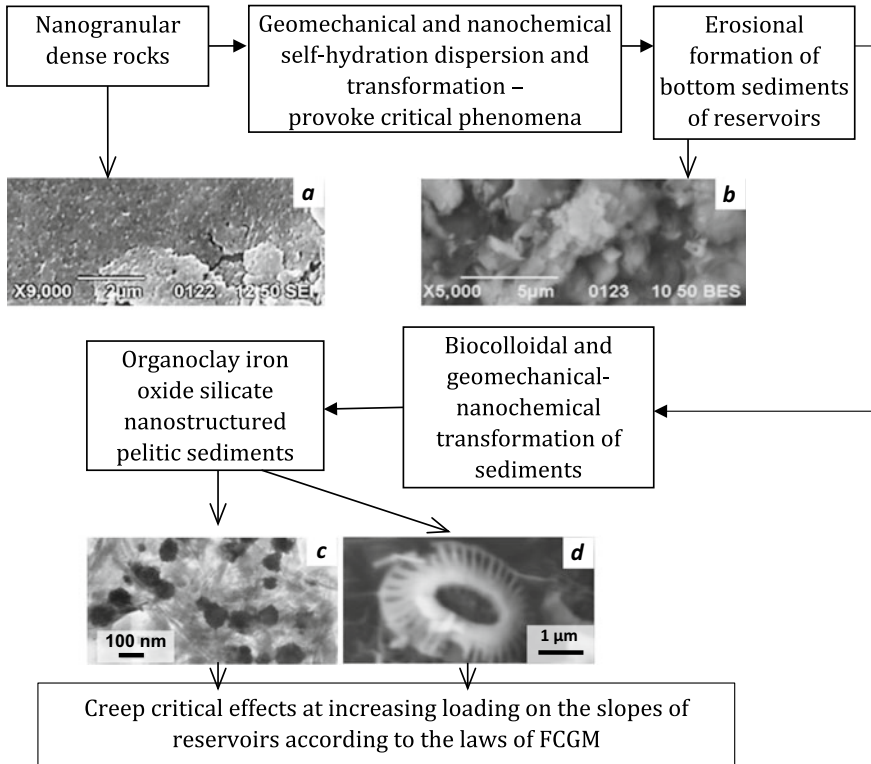 Nanogranular
dense rocks
Geomechanical and nanochemical
self-hydration dispersion and
transformation –
provoke critical phenomena
Erosional
formation of
bottom sediments
of reservoirs
a
X9,000 2μm 0122 12 50 SEI
b
X5,000 5μm 0123 10 50 BES
Organoclay iron
oxide silicate
nanostructured
pelitic sediments
Biocolloidal and
geomechanical-
nanochemical
transformation of
sediments
c
100 nm
d
1 μm
Creep critical effects at increasing loading on the slopes of
reservoirs according to the laws of FCGM